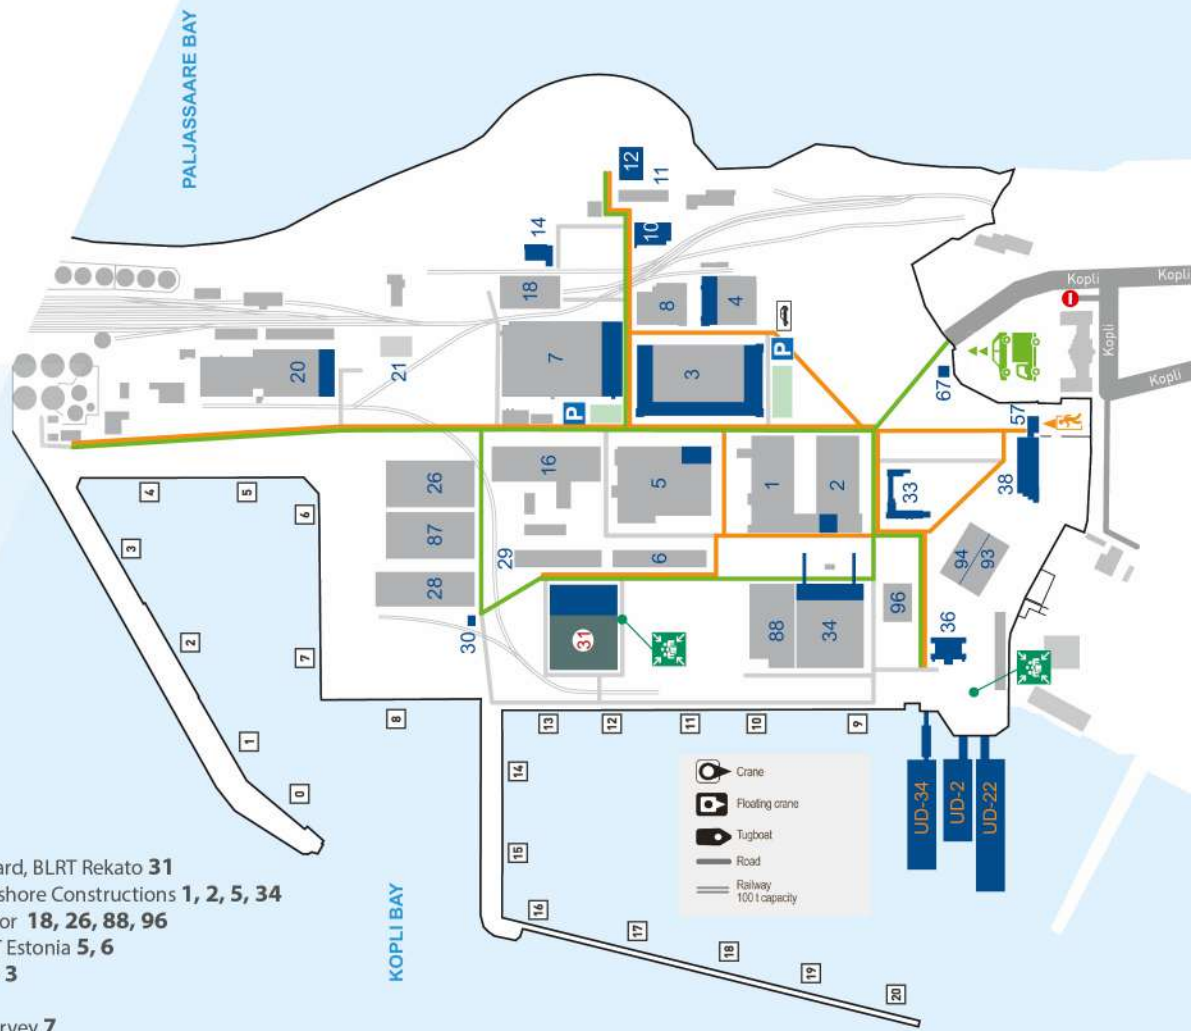 PALJASSAARE BAY
12
11
14
10
18
8
4
Kopli
Kopli
P
7
3
20
21
Kopli
Kopli
67
P
57
4
5
6
26
16
5
1
2
33
38
3
87
29
6
94
93
28
30
31
88
34
96
36
2
7
1
8
13
12
11
10
9
0
14
15
16
17
18
19
20
UD-34
UD-2
UD-22
Crane
Floating crane
Tugboat
Road
Railway
100 t capacity
KOPLI BAY
ard, BLRT Rekato 31
shore Constructions 1, 2, 5, 34
or 18, 26, 88, 96
Estonia 5, 6
3
rvey 7